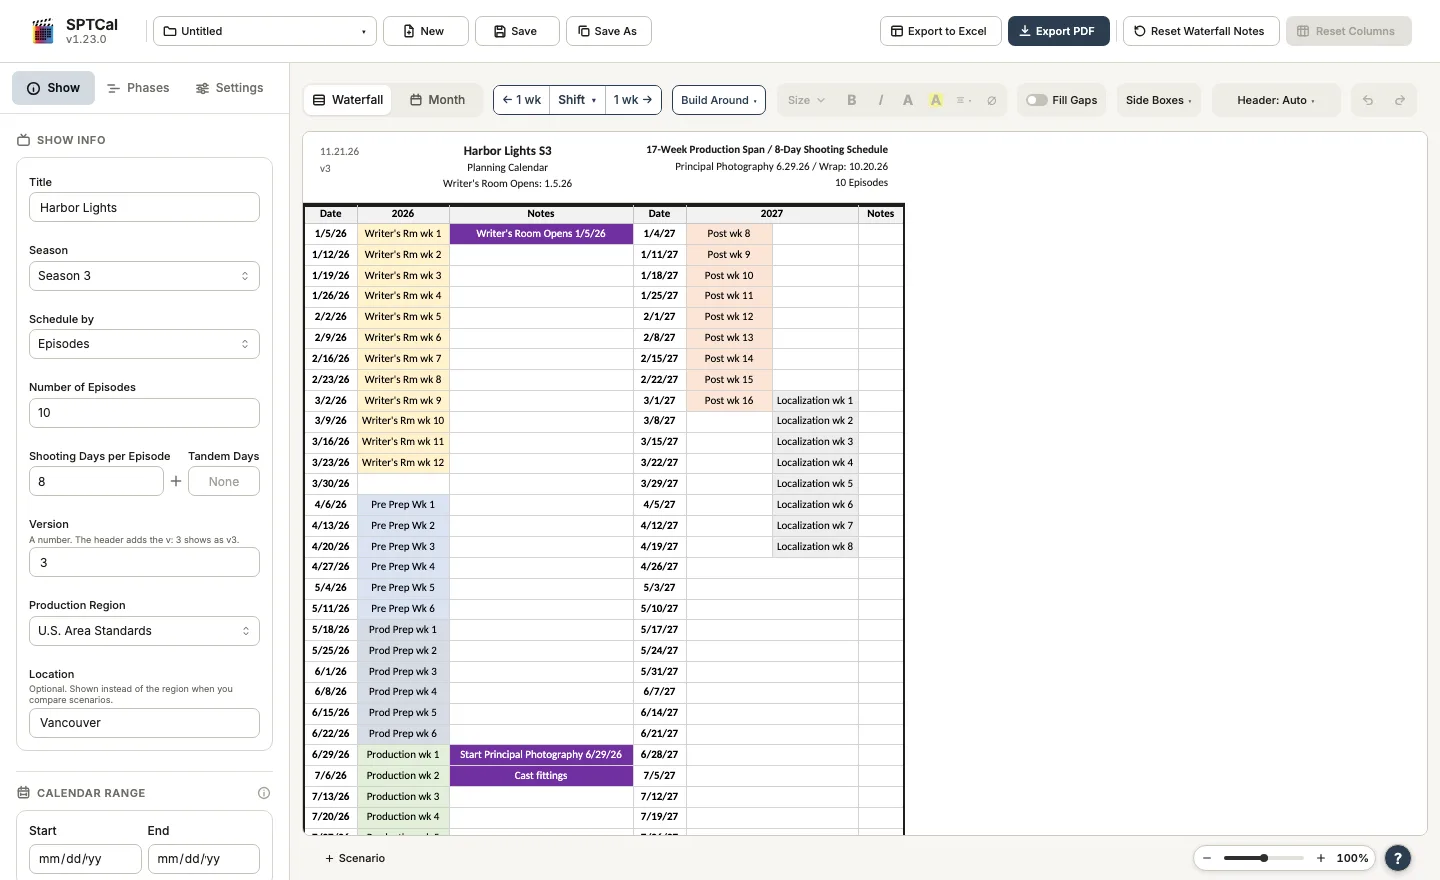 SPTCal
v1.23.0
Untitled
New
Save
Save As
Export to Excel
Export PDF
Reset Waterfall Notes
Reset Columns
Show
Phases
Settings
Waterfall
Month
← 1 wk
Shift
1 wk →
Build Around
Size
B
I
A
A
Fill Gaps
Side Boxes
Header: Auto
SHOW INFO
Title
Harbor Lights
Season
Season 3
Schedule by
Episodes
Number of Episodes
10
Shooting Days per Episode
Tandem Days
8
+
None
Version
A number. The header adds the v: 3 shows as v3.
3
Production Region
U.S. Area Standards
Location
Optional. Shown instead of the region when you
compare scenarios.
Vancouver
CALENDAR RANGE
Start
End
mm/dd/yy
mm/dd/yy
11.21.26
v3
Harbor Lights S3
Planning Calendar
Writer's Room Opens: 1.5.26
17-Week Production Span / 8-Day Shooting Schedule
Principal Photography 6.29.26 / Wrap: 10.20.26
10 Episodes
Date 2026 Notes Date 2027 Notes
1/5/26 Writer's Rm wk 1 Writer's Room Opens 1/5/26 1/4/27 Post wk 8
1/12/26 Writer's Rm wk 2 1/11/27 Post wk 9
1/19/26 Writer's Rm wk 3 1/18/27 Post wk 10
1/26/26 Writer's Rm wk 4 1/25/27 Post wk 11
2/2/26 Writer's Rm wk 5 2/1/27 Post wk 12
2/9/26 Writer's Rm wk 6 2/8/27 Post wk 13
2/16/26 Writer's Rm wk 7 2/15/27 Post wk 14
2/23/26 Writer's Rm wk 8 2/22/27 Post wk 15
3/2/26 Writer's Rm wk 9 3/1/27 Post wk 16 Localization wk 1
3/9/26 Writer's Rm wk 10 3/8/27 Localization wk 2
3/16/26 Writer's Rm wk 11 3/15/27 Localization wk 3
3/23/26 Writer's Rm wk 12 3/22/27 Localization wk 4
3/30/26 3/29/27 Localization wk 5
4/6/26 Pre Prep Wk 1 4/5/27 Localization wk 6
4/13/26 Pre Prep Wk 2 4/12/27 Localization wk 7
4/20/26 Pre Prep Wk 3 4/19/27 Localization wk 8
4/27/26 Pre Prep Wk 4 4/26/27
5/4/26 Pre Prep Wk 5 5/3/27
5/11/26 Pre Prep Wk 6 5/10/27
5/18/26 Prod Prep wk 1 5/17/27
5/25/26 Prod Prep wk 2 5/24/27
6/1/26 Prod Prep wk 3 5/31/27
6/8/26 Prod Prep wk 4 6/7/27
6/15/26 Prod Prep wk 5 6/14/27
6/22/26 Prod Prep wk 6 6/21/27
6/29/26 Production wk 1 Start Principal Photography 6/29/26 6/28/27
7/6/26 Production wk 2 Cast fittings 7/5/27
7/13/26 Production wk 3 7/12/27
7/20/26 Production wk 4 7/19/27
+ Scenario
− + 100%
?